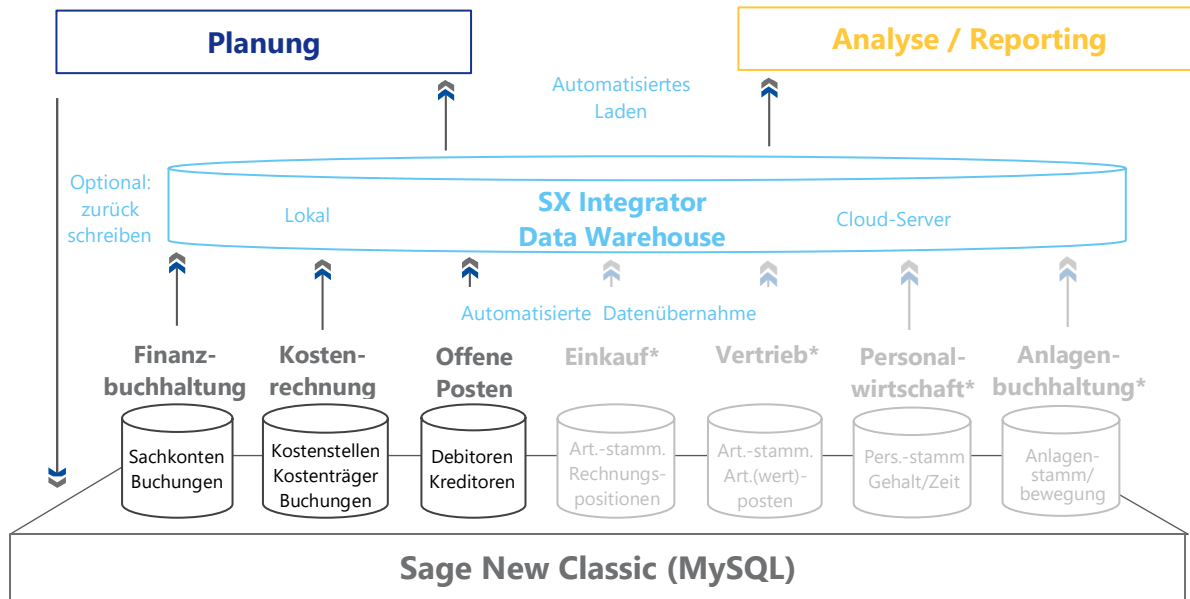 Planung
Analyse / Reporting
Automatisiertes
Laden
Optional:
zurück
schreiben
Lokal
SX Integrator
Data Warehouse
Cloud-Server
Automatisierte Datenübernahme
Finanz-
buchhaltung
Kosten-
rechnung
Offene
Posten
Einkauf*
Vertrieb*
Personal-
wirtschaft*
Anlagen-
buchhaltung*
Sachkonten
Buchungen
Kostenstellen
Kostenträger
Buchungen
Debitoren
Kreditoren
Art.-stamm.
Rechnungs-
positionen
Art.-stamm.
Art.(wert)-
posten
Pers.-stamm
Gehalt/Zeit
Anlagen-
stamm/
bewegung
Sage New Classic (MySQL)